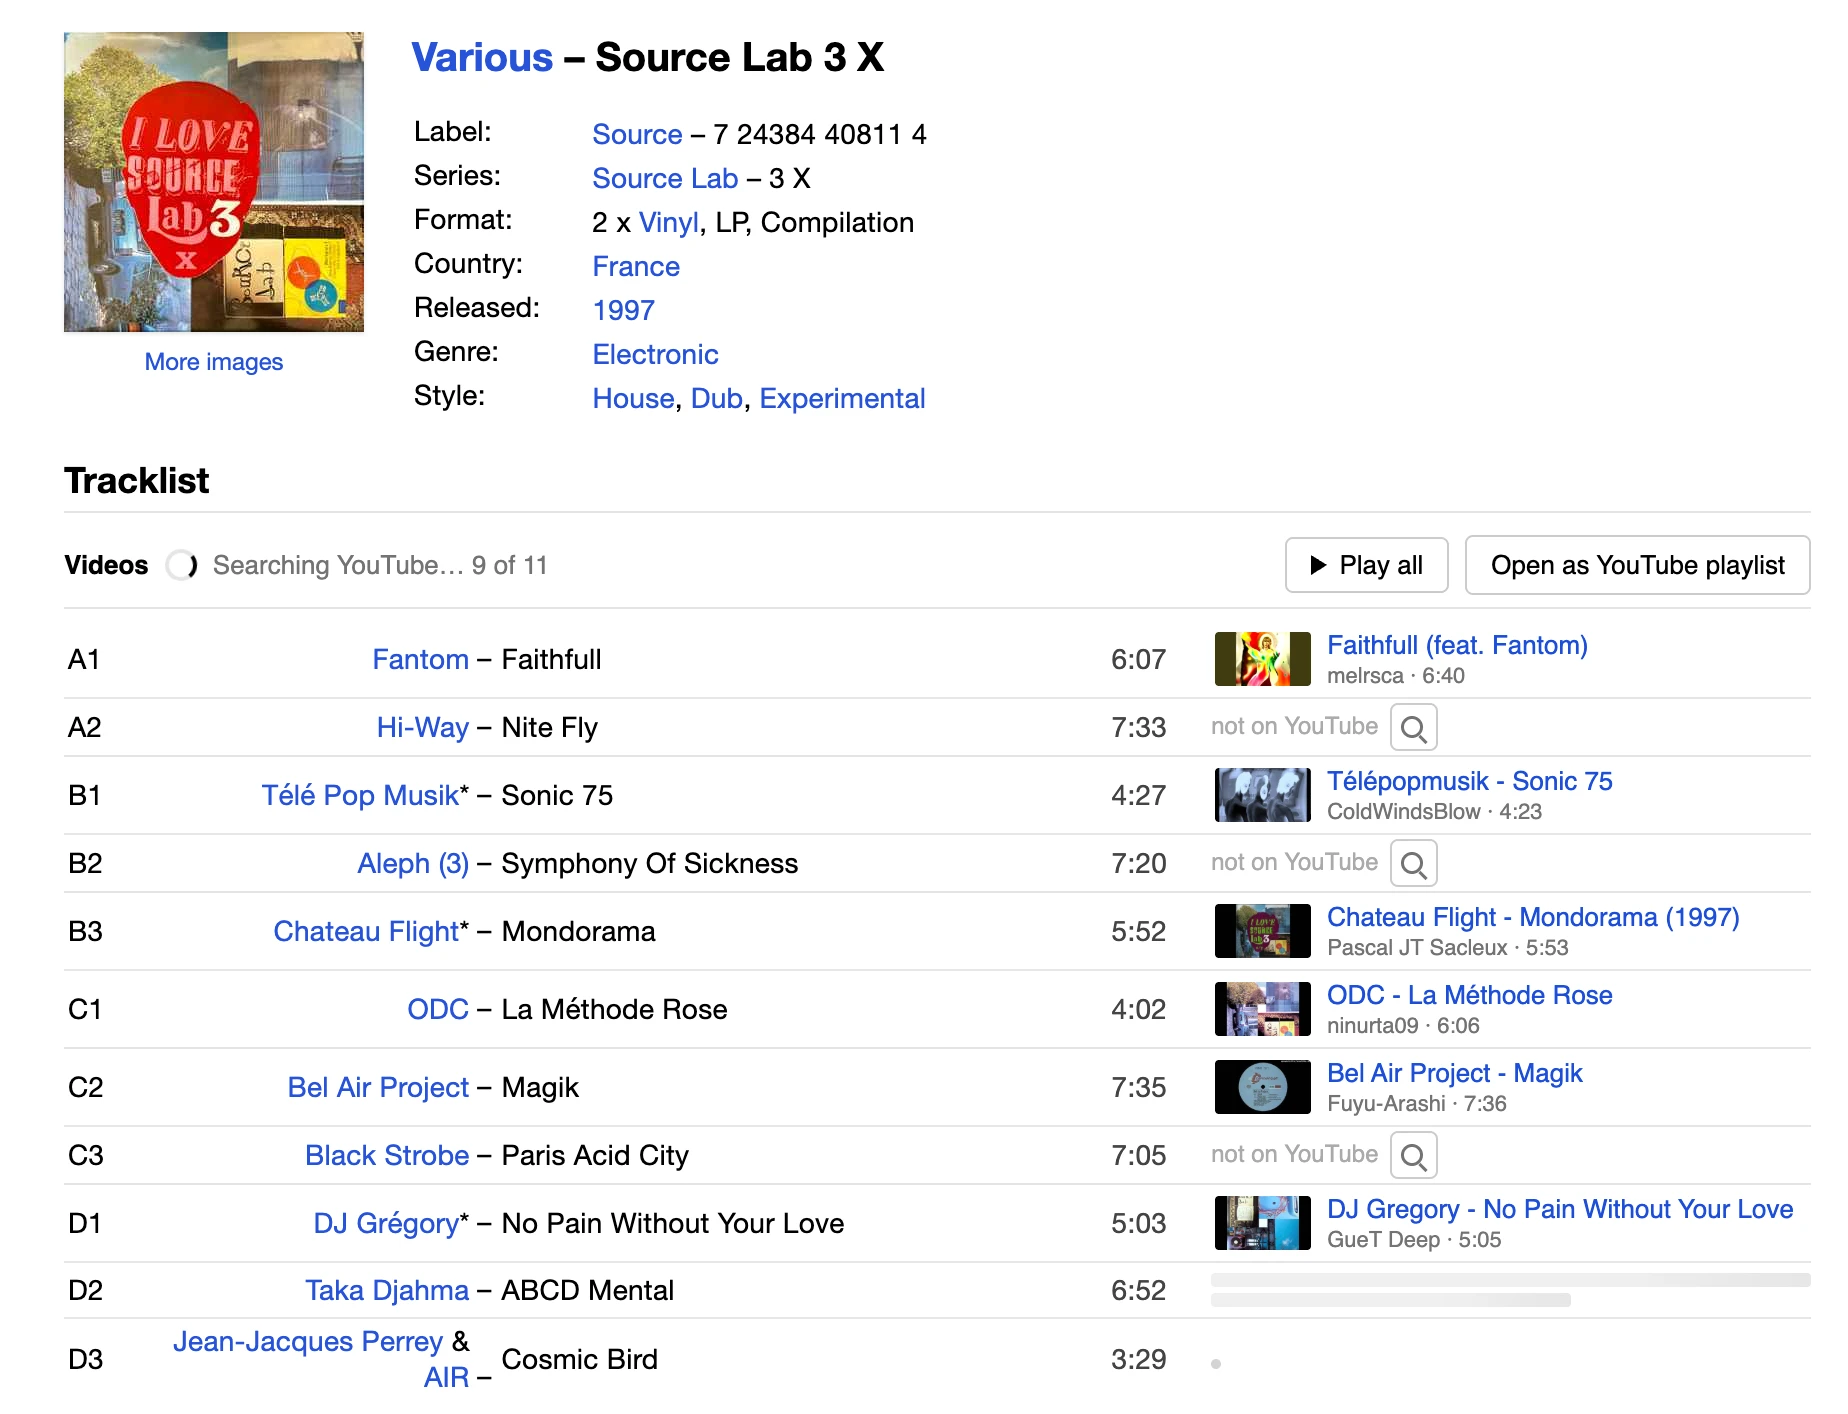 I LOVE
SOURCE
Lab 3
X
Source
Lab
More images
Various – Source Lab 3 X
Label: Source – 7 24384 40811 4
Series: Source Lab – 3 X
Format: 2 x Vinyl, LP, Compilation
Country: France
Released: 1997
Genre: Electronic
Style: House, Dub, Experimental
Tracklist
Videos Searching YouTube... 9 of 11 Play all Open as YouTube playlist
A1 Fantom – Faithfull 6:07 Faithfull (feat. Fantom)
melrsca · 6:40
A2 Hi-Way – Nite Fly 7:33 not on YouTube
B1 Télé Pop Musik* – Sonic 75 4:27 Télépopmusik - Sonic 75
ColdWindsBlow · 4:23
B2 Aleph (3) – Symphony Of Sickness 7:20 not on YouTube
B3 Chateau Flight* – Mondorama 5:52 Chateau Flight - Mondorama (1997)
Pascal JT Sacleux · 5:53
C1 ODC – La Méthode Rose 4:02 ODC - La Méthode Rose
ninurta09 · 6:06
C2 Bel Air Project – Magik 7:35 Bel Air Project - Magik
Fuyu-Arashi · 7:36
C3 Black Strobe – Paris Acid City 7:05 not on YouTube
D1 DJ Grégory* – No Pain Without Your Love 5:03 DJ Gregory - No Pain Without Your Love
GueT Deep · 5:05
D2 Taka Djahma – ABCD Mental 6:52
D3 Jean-Jacques Perrey &
AIR – Cosmic Bird 3:29